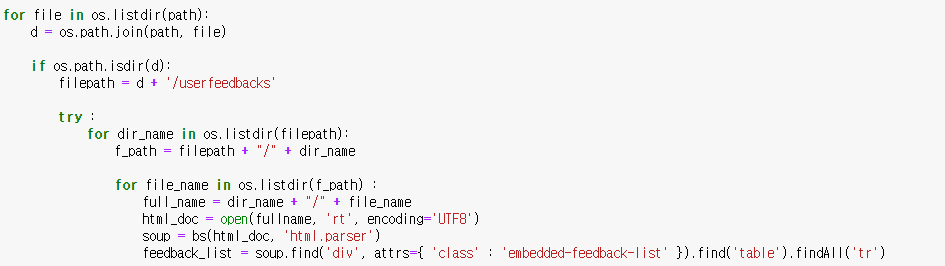 for file in os.listdir(path):
    d = os.path.join(path, file)

    if os.path.isdir(d):
        filepath = d + '/userfeedbacks'

        try :
            for dir_name in os.listdir(filepath):
                f_path = filepath + "/" + dir_name

                for file_name in os.listdir(f_path) :
                    full_name = dir_name + "/" + file_name
                    html_doc = open(fullname, 'rt', encoding='UTF8')
                    soup = bs(html_doc, 'html.parser')
                    feedback_list = soup.find('div', attrs={ 'class' : 'embedded-feedback-list' }).find('table').findAll('tr')